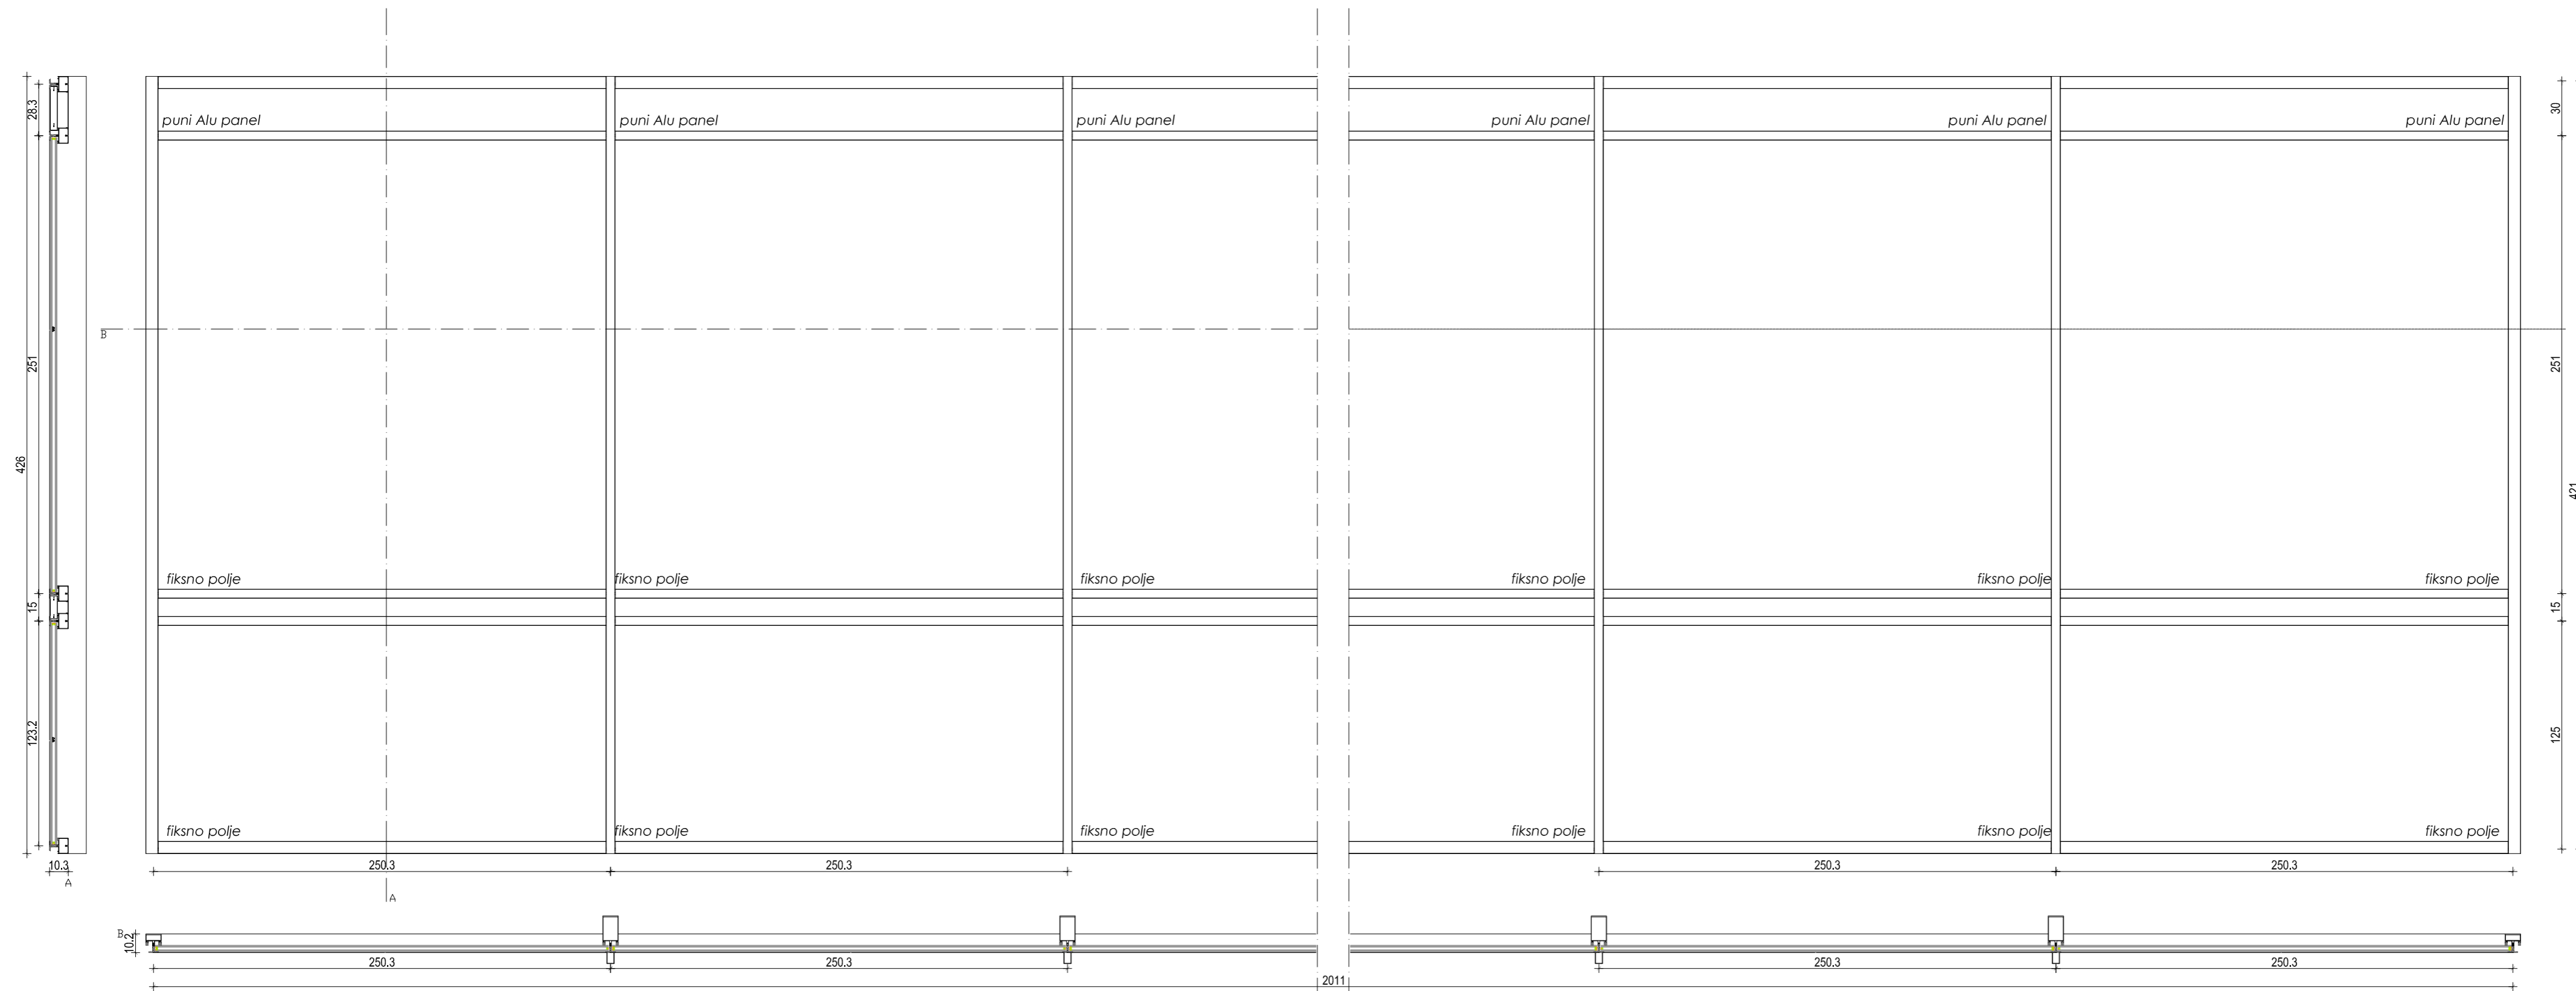 puni Alu panel
puni Alu panel
puni Alu panel
puni Alu panel
puni Alu panel
puni Alu panel
28.3
30
B
251
251
426
421
fiksno polje
fiksno polje
fiksno polje
fiksno polje
fiksno polje
fiksno polje
15
15
123.2
125
fiksno polje
fiksno polje
fiksno polje
fiksno polje
fiksno polje
fiksno polje
10.3
250.3
250.3
250.3
250.3
A
A
B
10.2
250.3
250.3
250.3
250.3
2011